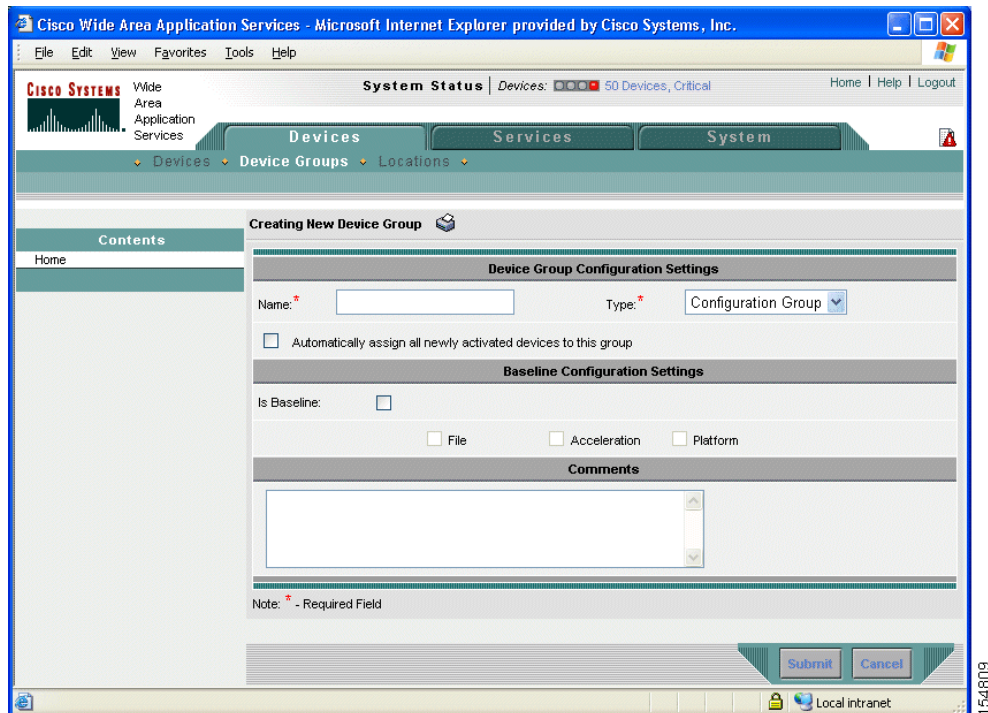 Cisco Wide Area Application Services - Microsoft Internet Explorer provided by Cisco Systems, Inc.
File Edit View Favorites Tools Help
CISCO SYSTEMS
Wide
Area
Application
Services
System Status | Devices: 50 Devices, Critical
Home | Help | Logout
Devices Services System
Devices Device Groups Locations
Contents
Home
Creating New Device Group
Device Group Configuration Settings
Name:* Type:* Configuration Group
Automatically assign all newly activated devices to this group
Baseline Configuration Settings
Is Baseline:
File Acceleration Platform
Comments
Note: * - Required Field
Submit Cancel
Local intranet
154809